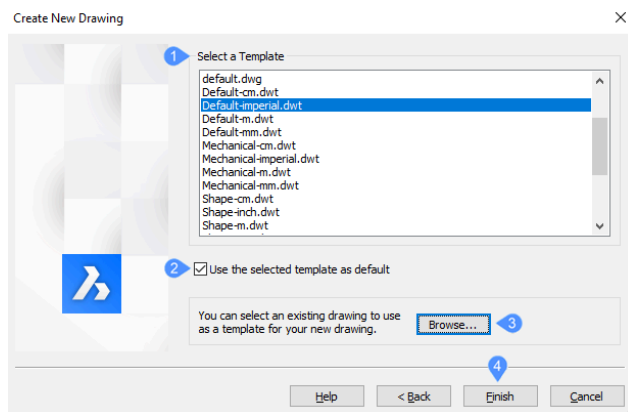 Create New Drawing
1
Select a Template
default.dwg
Default-cm.dwt
Default-imperial.dwt
Default-m.dwt
Default-mm.dwt
Mechanical-cm.dwt
Mechanical-imperial.dwt
Mechanical-m.dwt
Mechanical-mm.dwt
Shape-cm.dwt
Shape-inch.dwt
Shape-m.dwt
2 Use the selected template as default
You can select an existing drawing to use
as a template for your new drawing.
Browse... 3
4
Help < Back Finish Cancel